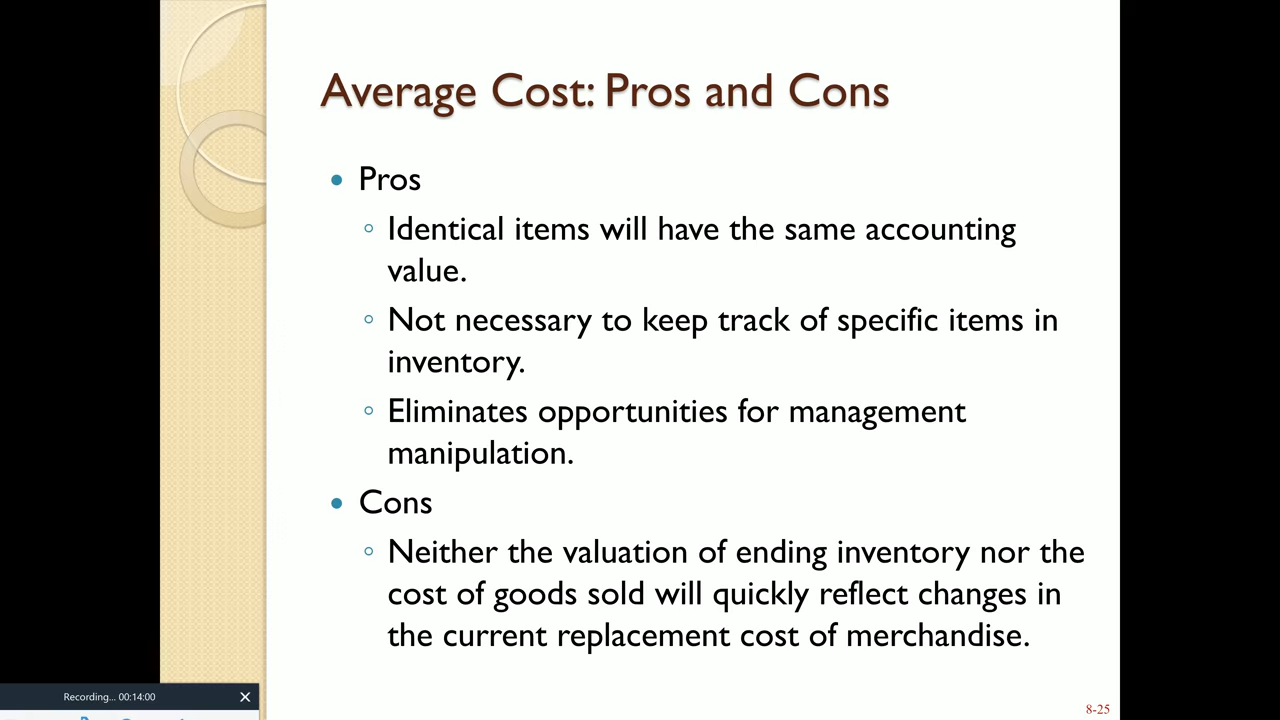 Average Cost: Pros and Cons
• Pros
◦ Identical items will have the same accounting
value.
◦ Not necessary to keep track of specific items in
inventory.
◦ Eliminates opportunities for management
manipulation.
• Cons
◦ Neither the valuation of ending inventory nor the
cost of goods sold will quickly reflect changes in
the current replacement cost of merchandise.
Recording... 00:14:00
8-25